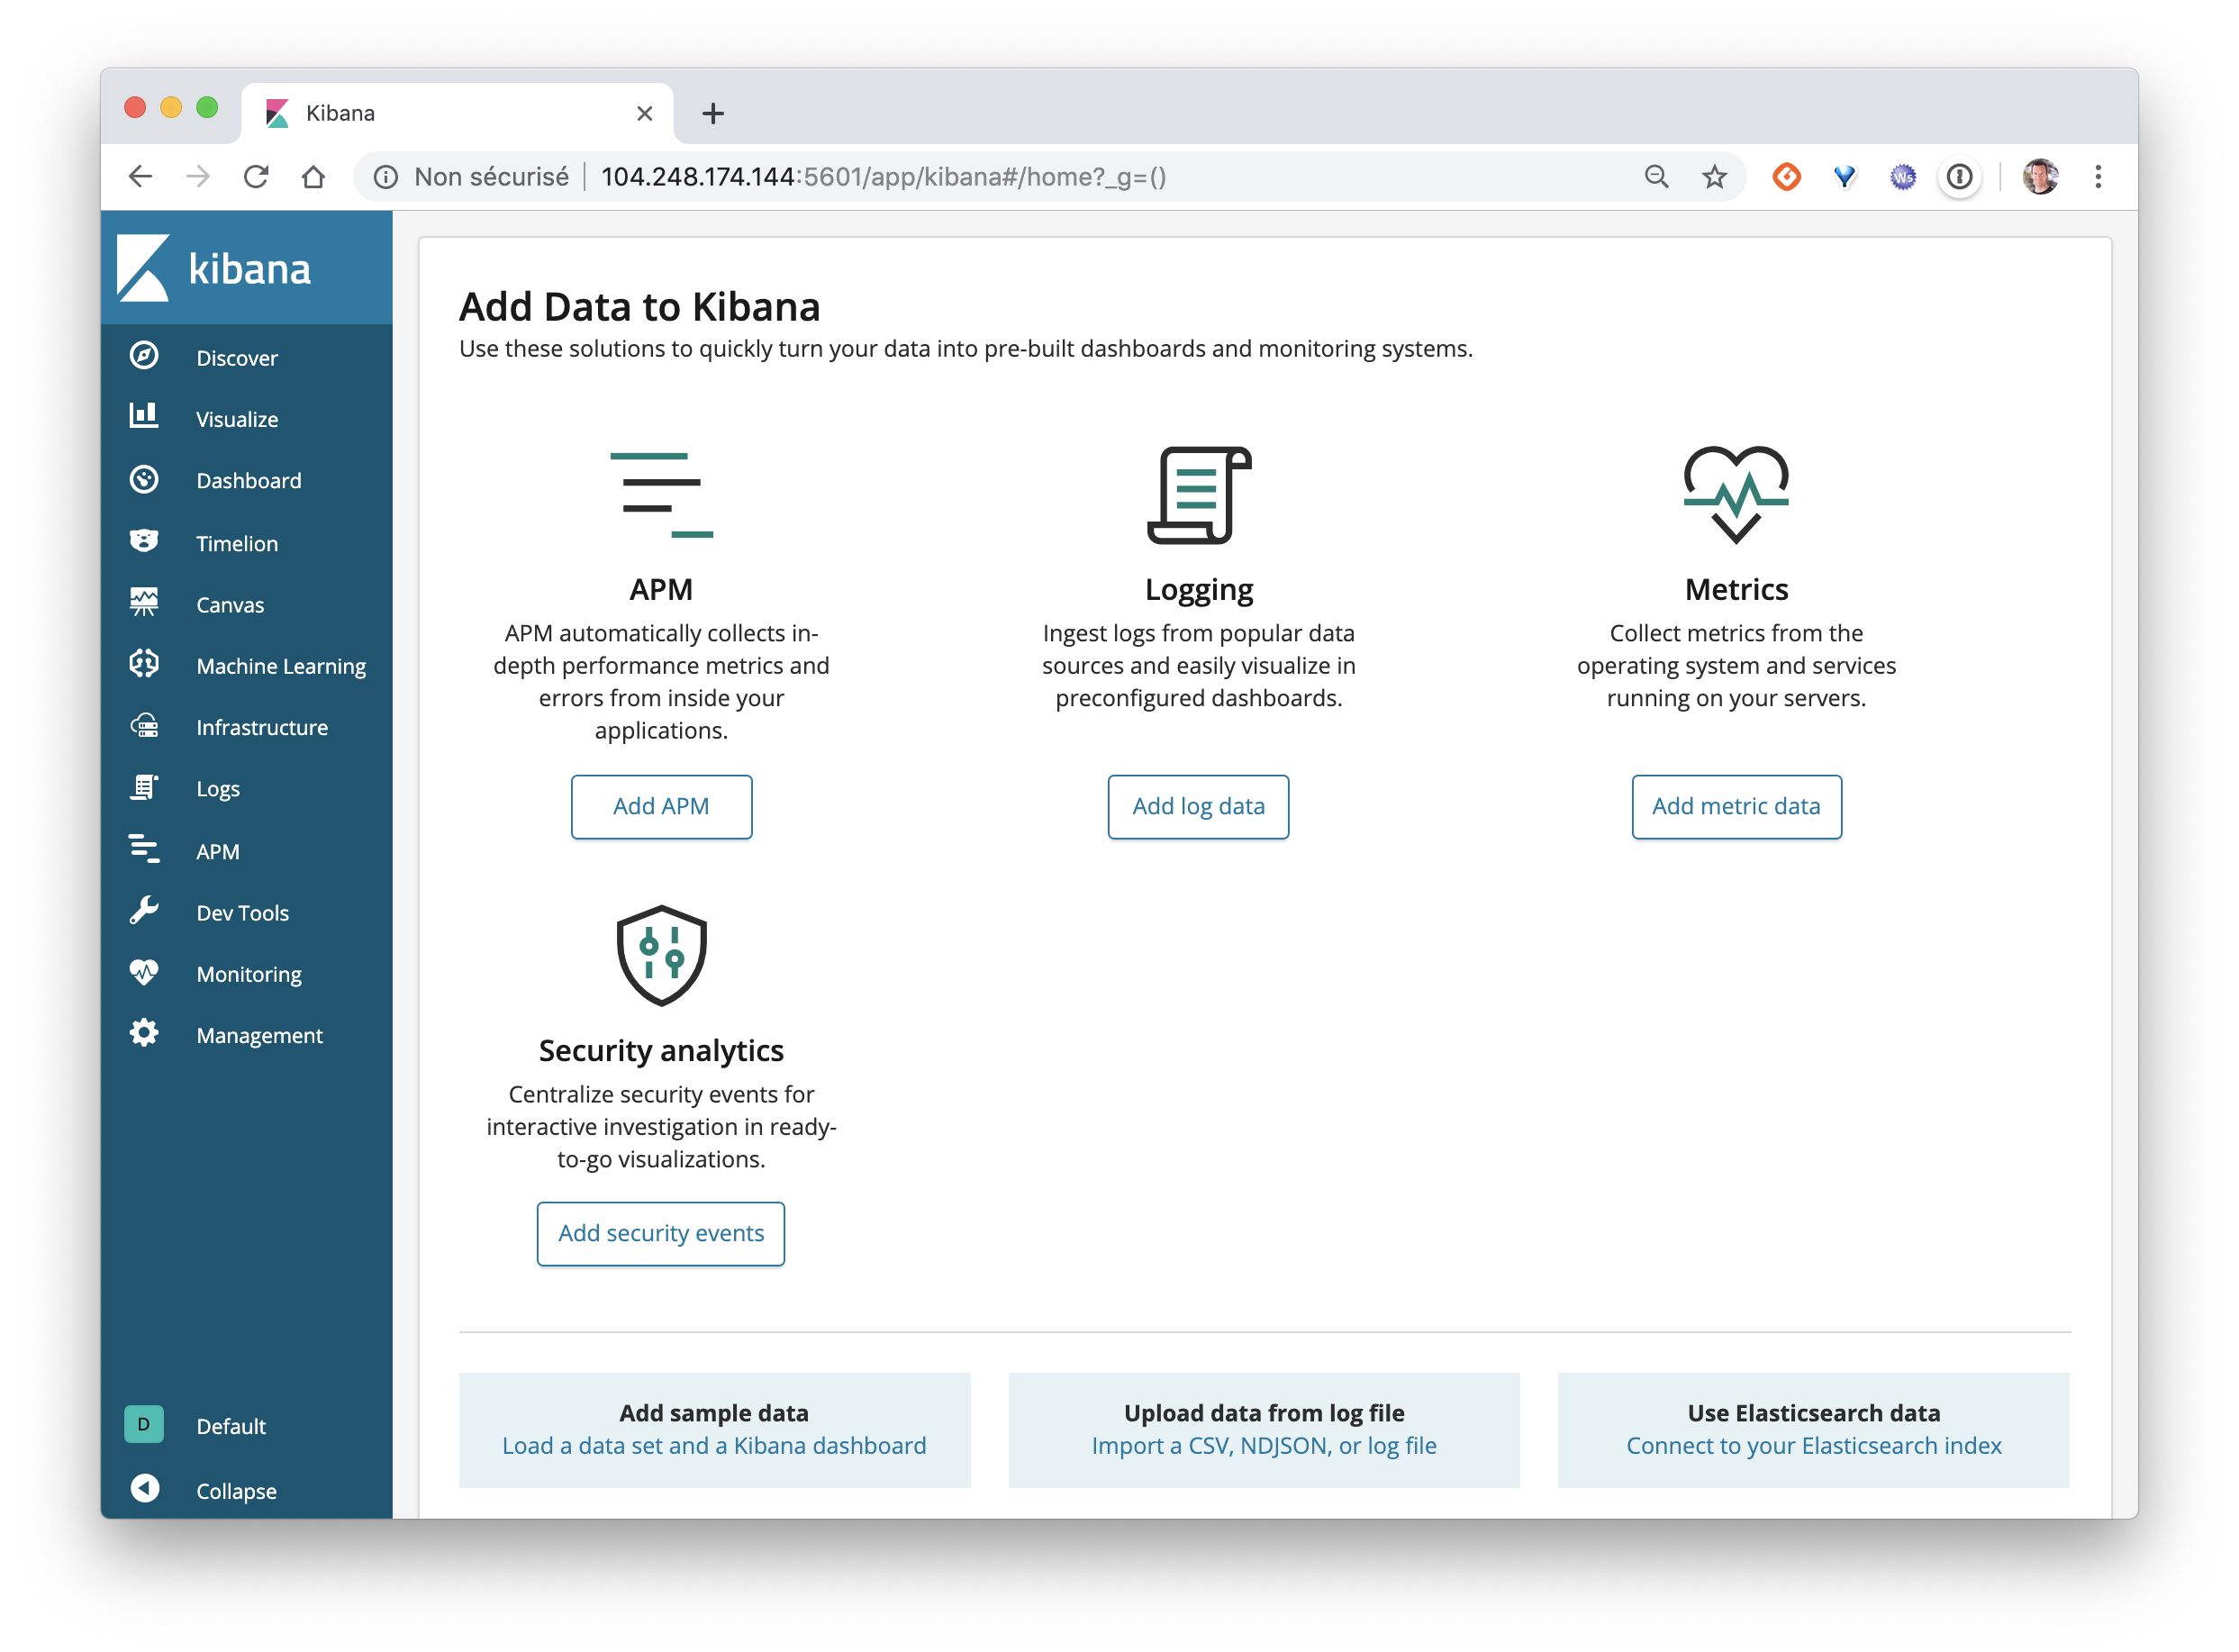 Kibana
Non sécurisé 104.248.174.144:5601/app/kibana#/home?_g=()
Ws
kibana
Discover
Visualize
Dashboard
Timelion
Canvas
Machine Learning
Infrastructure
Logs
APM
Dev Tools
Monitoring
Management
D Default
Collapse
Add Data to Kibana
Use these solutions to quickly turn your data into pre-built dashboards and monitoring systems.
APM
APM automatically collects in-
depth performance metrics and
errors from inside your
applications.
Add APM
Logging
Ingest logs from popular data
sources and easily visualize in
preconfigured dashboards.
Add log data
Metrics
Collect metrics from the
operating system and services
running on your servers.
Add metric data
Security analytics
Centralize security events for
interactive investigation in ready-
to-go visualizations.
Add security events
Add sample data
Load a data set and a Kibana dashboard
Upload data from log file
Import a CSV, NDJSON, or log file
Use Elasticsearch data
Connect to your Elasticsearch index